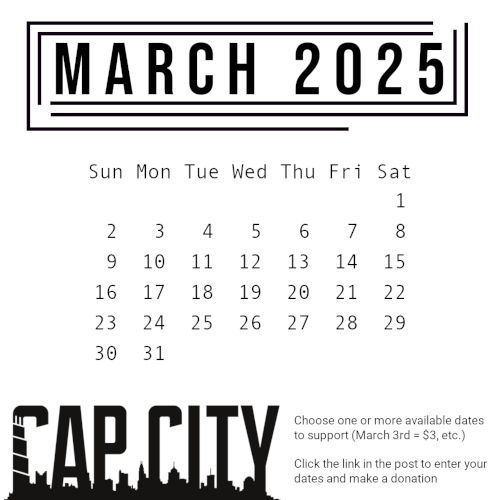 MARCH 2025
Sun Mon Tue Wed Thu Fri Sat
1
2 3 4 5 6 7 8
9 10 11 12 13 14 15
16 17 18 19 20 21 22
23 24 25 26 27 28 29
30 31
CAP CITY
Choose one or more available dates
to support (March 3rd = $3, etc.)
Click the link in the post to enter your
dates and make a donation